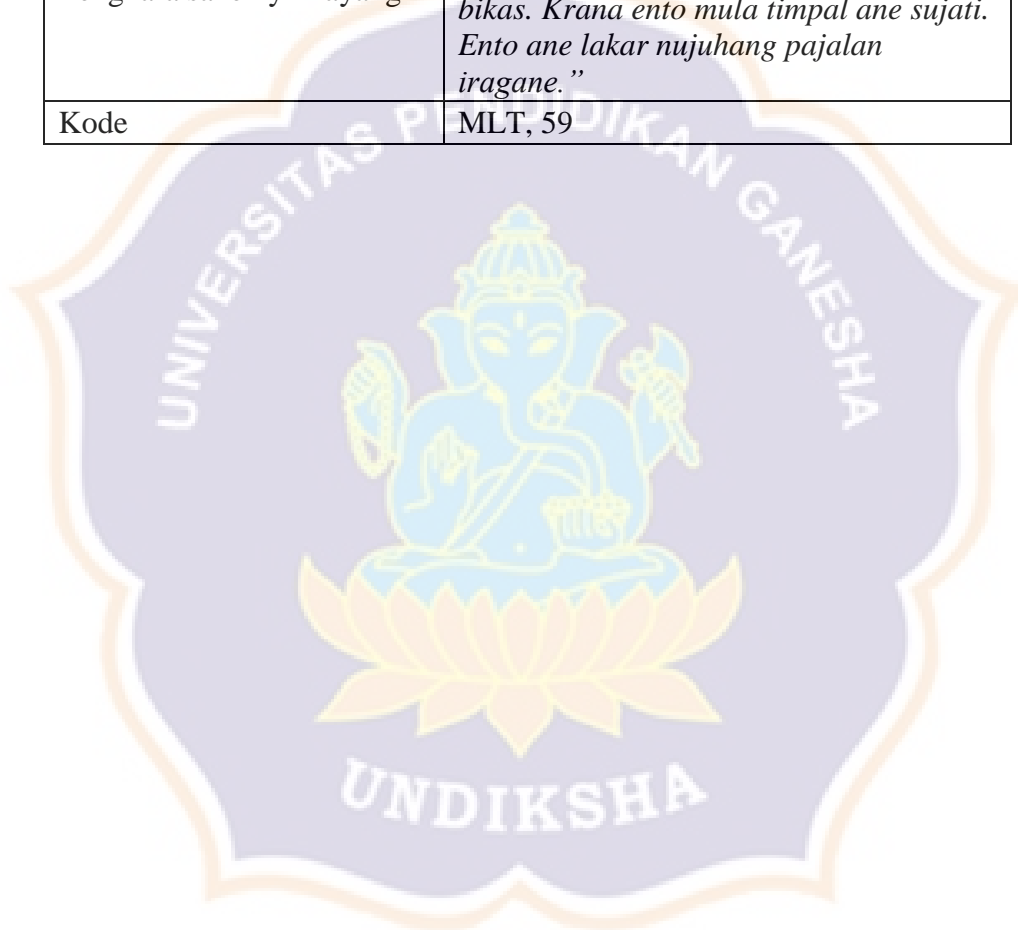 bikas. Krana ento mula timpal ane sujati.
Ento ane lakar nujuhang pajalan
iragane.”
Kode MLT, 59
UNIVERSITAS PENDIDIKAN GANESHA
UNDIKSHA